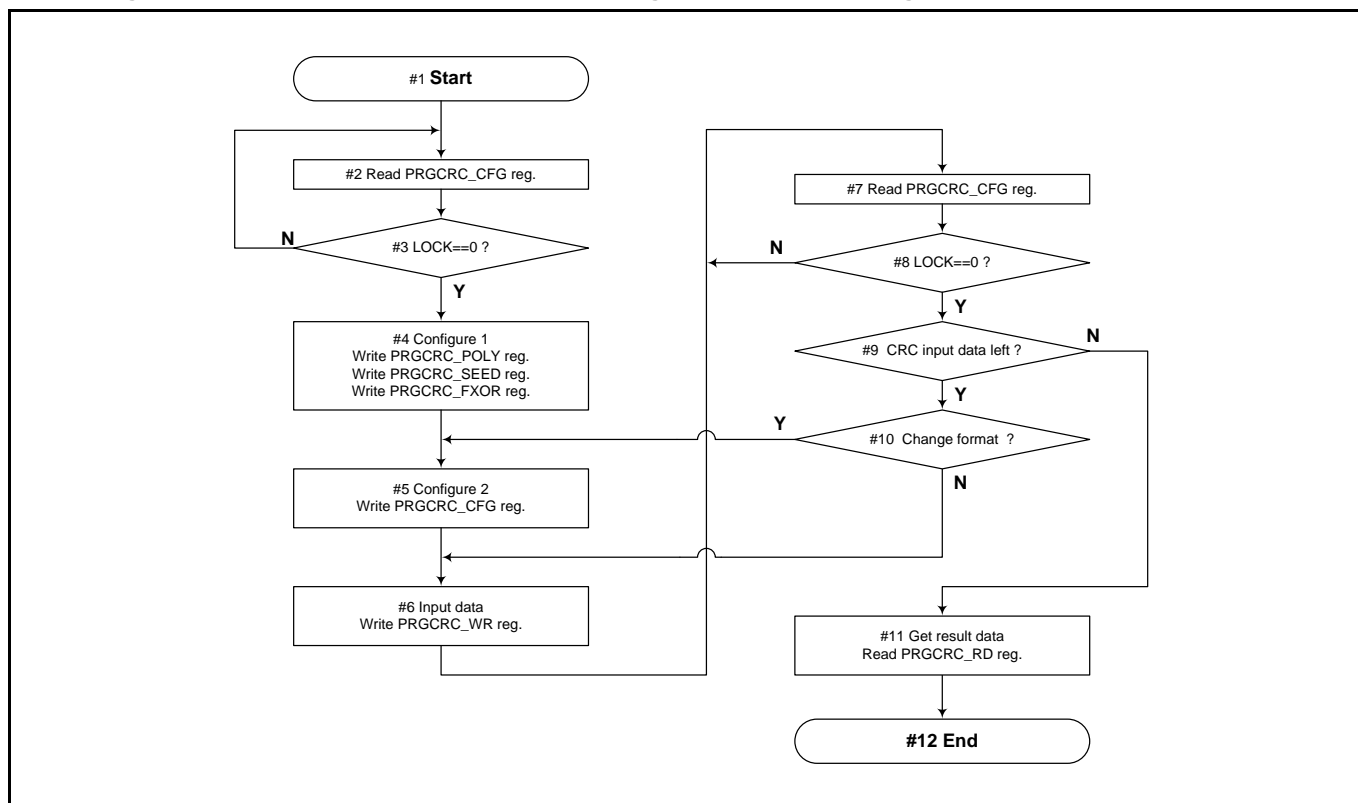 #1 Start
#2 Read PRGCRC_CFG reg.
N
#3 LOCK==0 ?
Y
#4 Configure 1
Write PRGCRC_POLY reg.
Write PRGCRC_SEED reg.
Write PRGCRC_FXOR reg.
#5 Configure 2
Write PRGCRC_CFG reg.
#6 Input data
Write PRGCRC_WR reg.
#7 Read PRGCRC_CFG reg.
N
#8 LOCK==0 ?
Y
#9 CRC input data left ?
N
Y
Y
#10 Change format ?
N
#11 Get result data
Read PRGCRC_RD reg.
#12 End